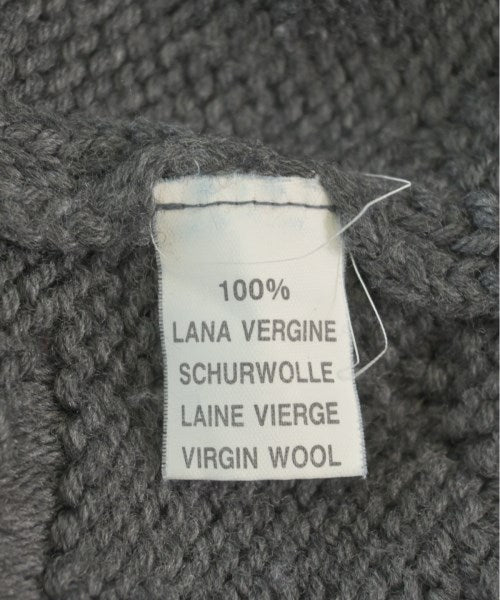 100%
LANA VERGINE
SCHURWOLLE
LAINE VIERGE
VIRGIN WOOL